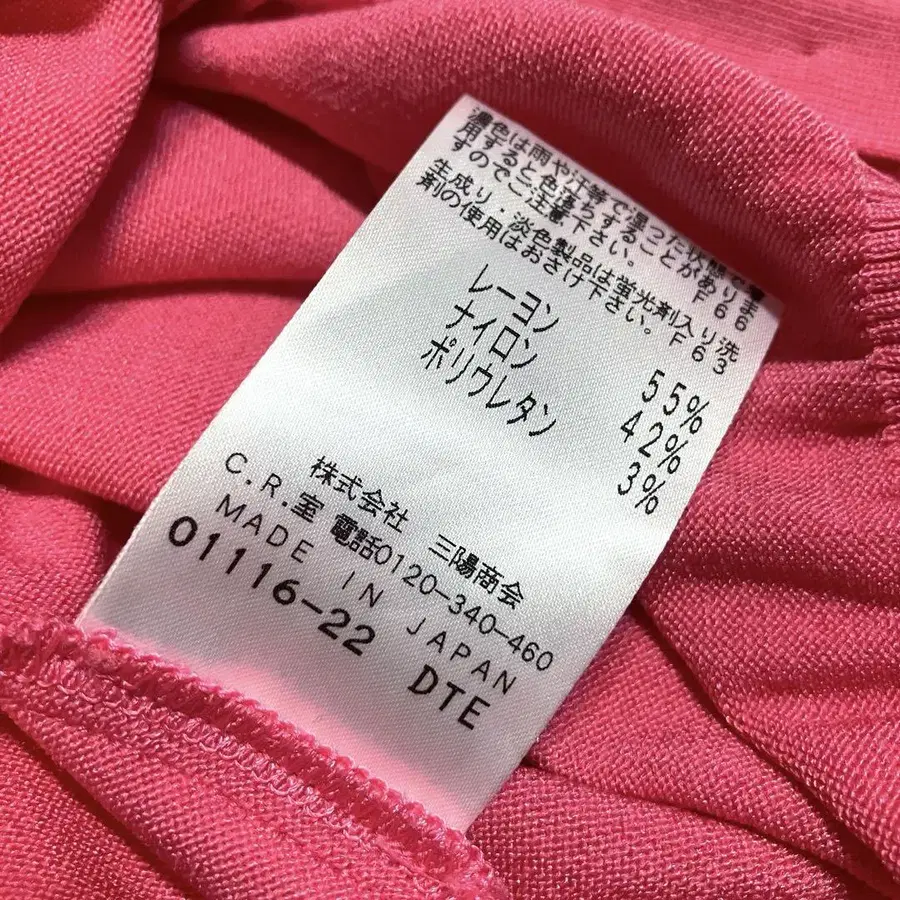 濃色は雨や汗等で湿った状態で着
用すると色落ちすることがありま
すのでご注意下さい。 F66
生成り・淡色製品は蛍光剤入り洗
剤の使用はおさけ下さい。 F63
レーヨン 55%
ナイロン 42%
ポリウレタン 3%
株式会社 三陽商会
C.R.室 電話0120-340-460
MADE IN JAPAN
01116-22 DTE